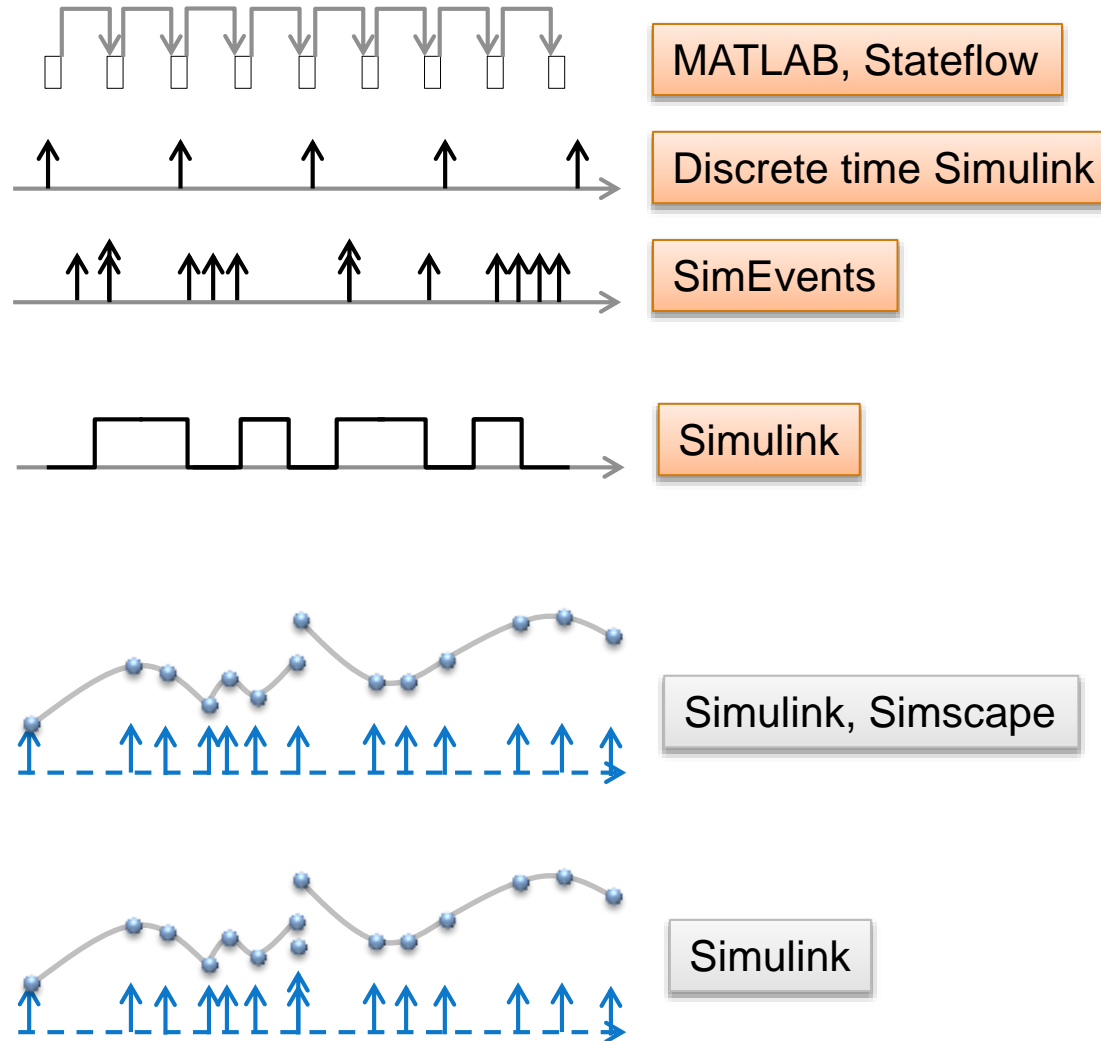 MATLAB, Stateflow
Discrete time Simulink
SimEvents
Simulink
Simulink, Simscape
Simulink